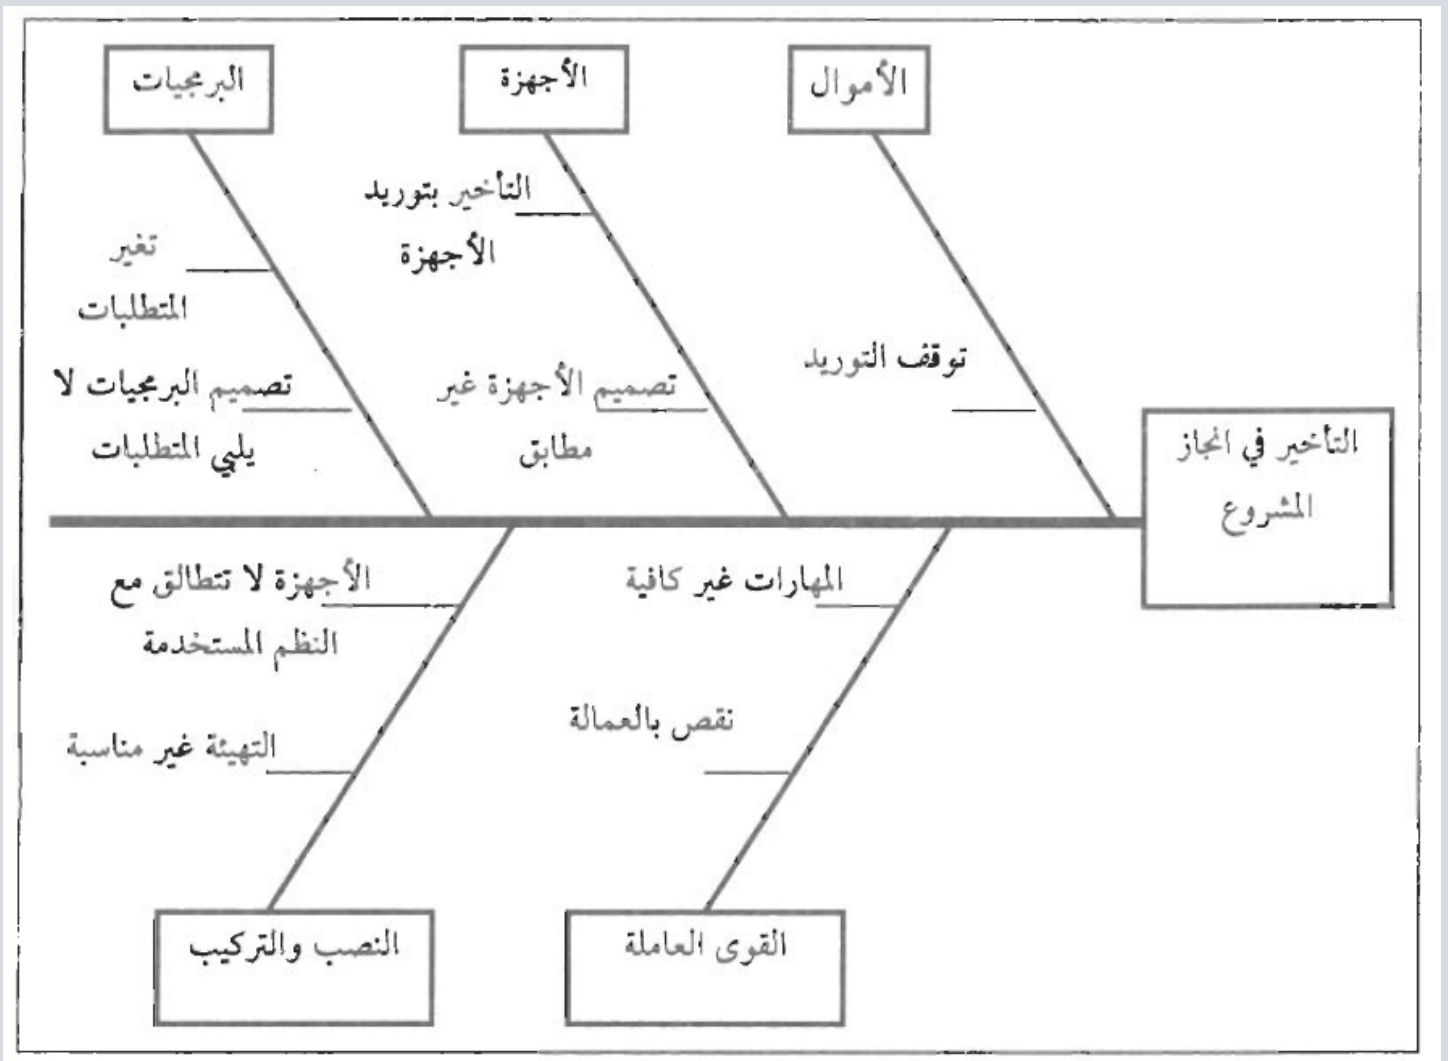 الأموال
الأجهزة
البرمجيات
التأخير بتوريد
الأجهزة
تغير
المتطلبات
توقف التوريد
تصميم الأجهزة غير
مطابق
تصميم البرمجيات لا
يلبي المتطلبات
التأخير في انجاز
المشروع
المهارات غير كافية
الأجهزة لا تتطالق مع
النظم المستخدمة
نقص بالعمالة
التهيئة غير مناسبة
القوى العاملة
النصب والتركيب